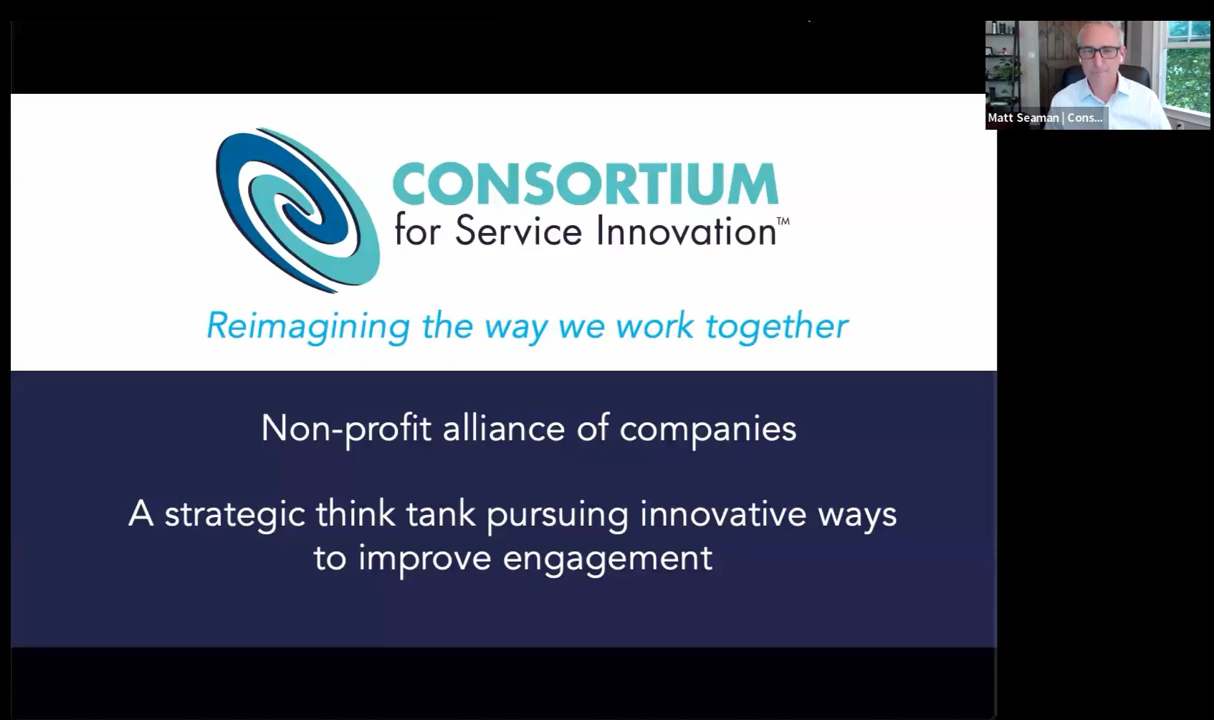 CONSORTIUM
for Service Innovation™
Reimagining the way we work together
Non-profit alliance of companies
A strategic think tank pursuing innovative ways
to improve engagement
Matt Seaman | Cons...